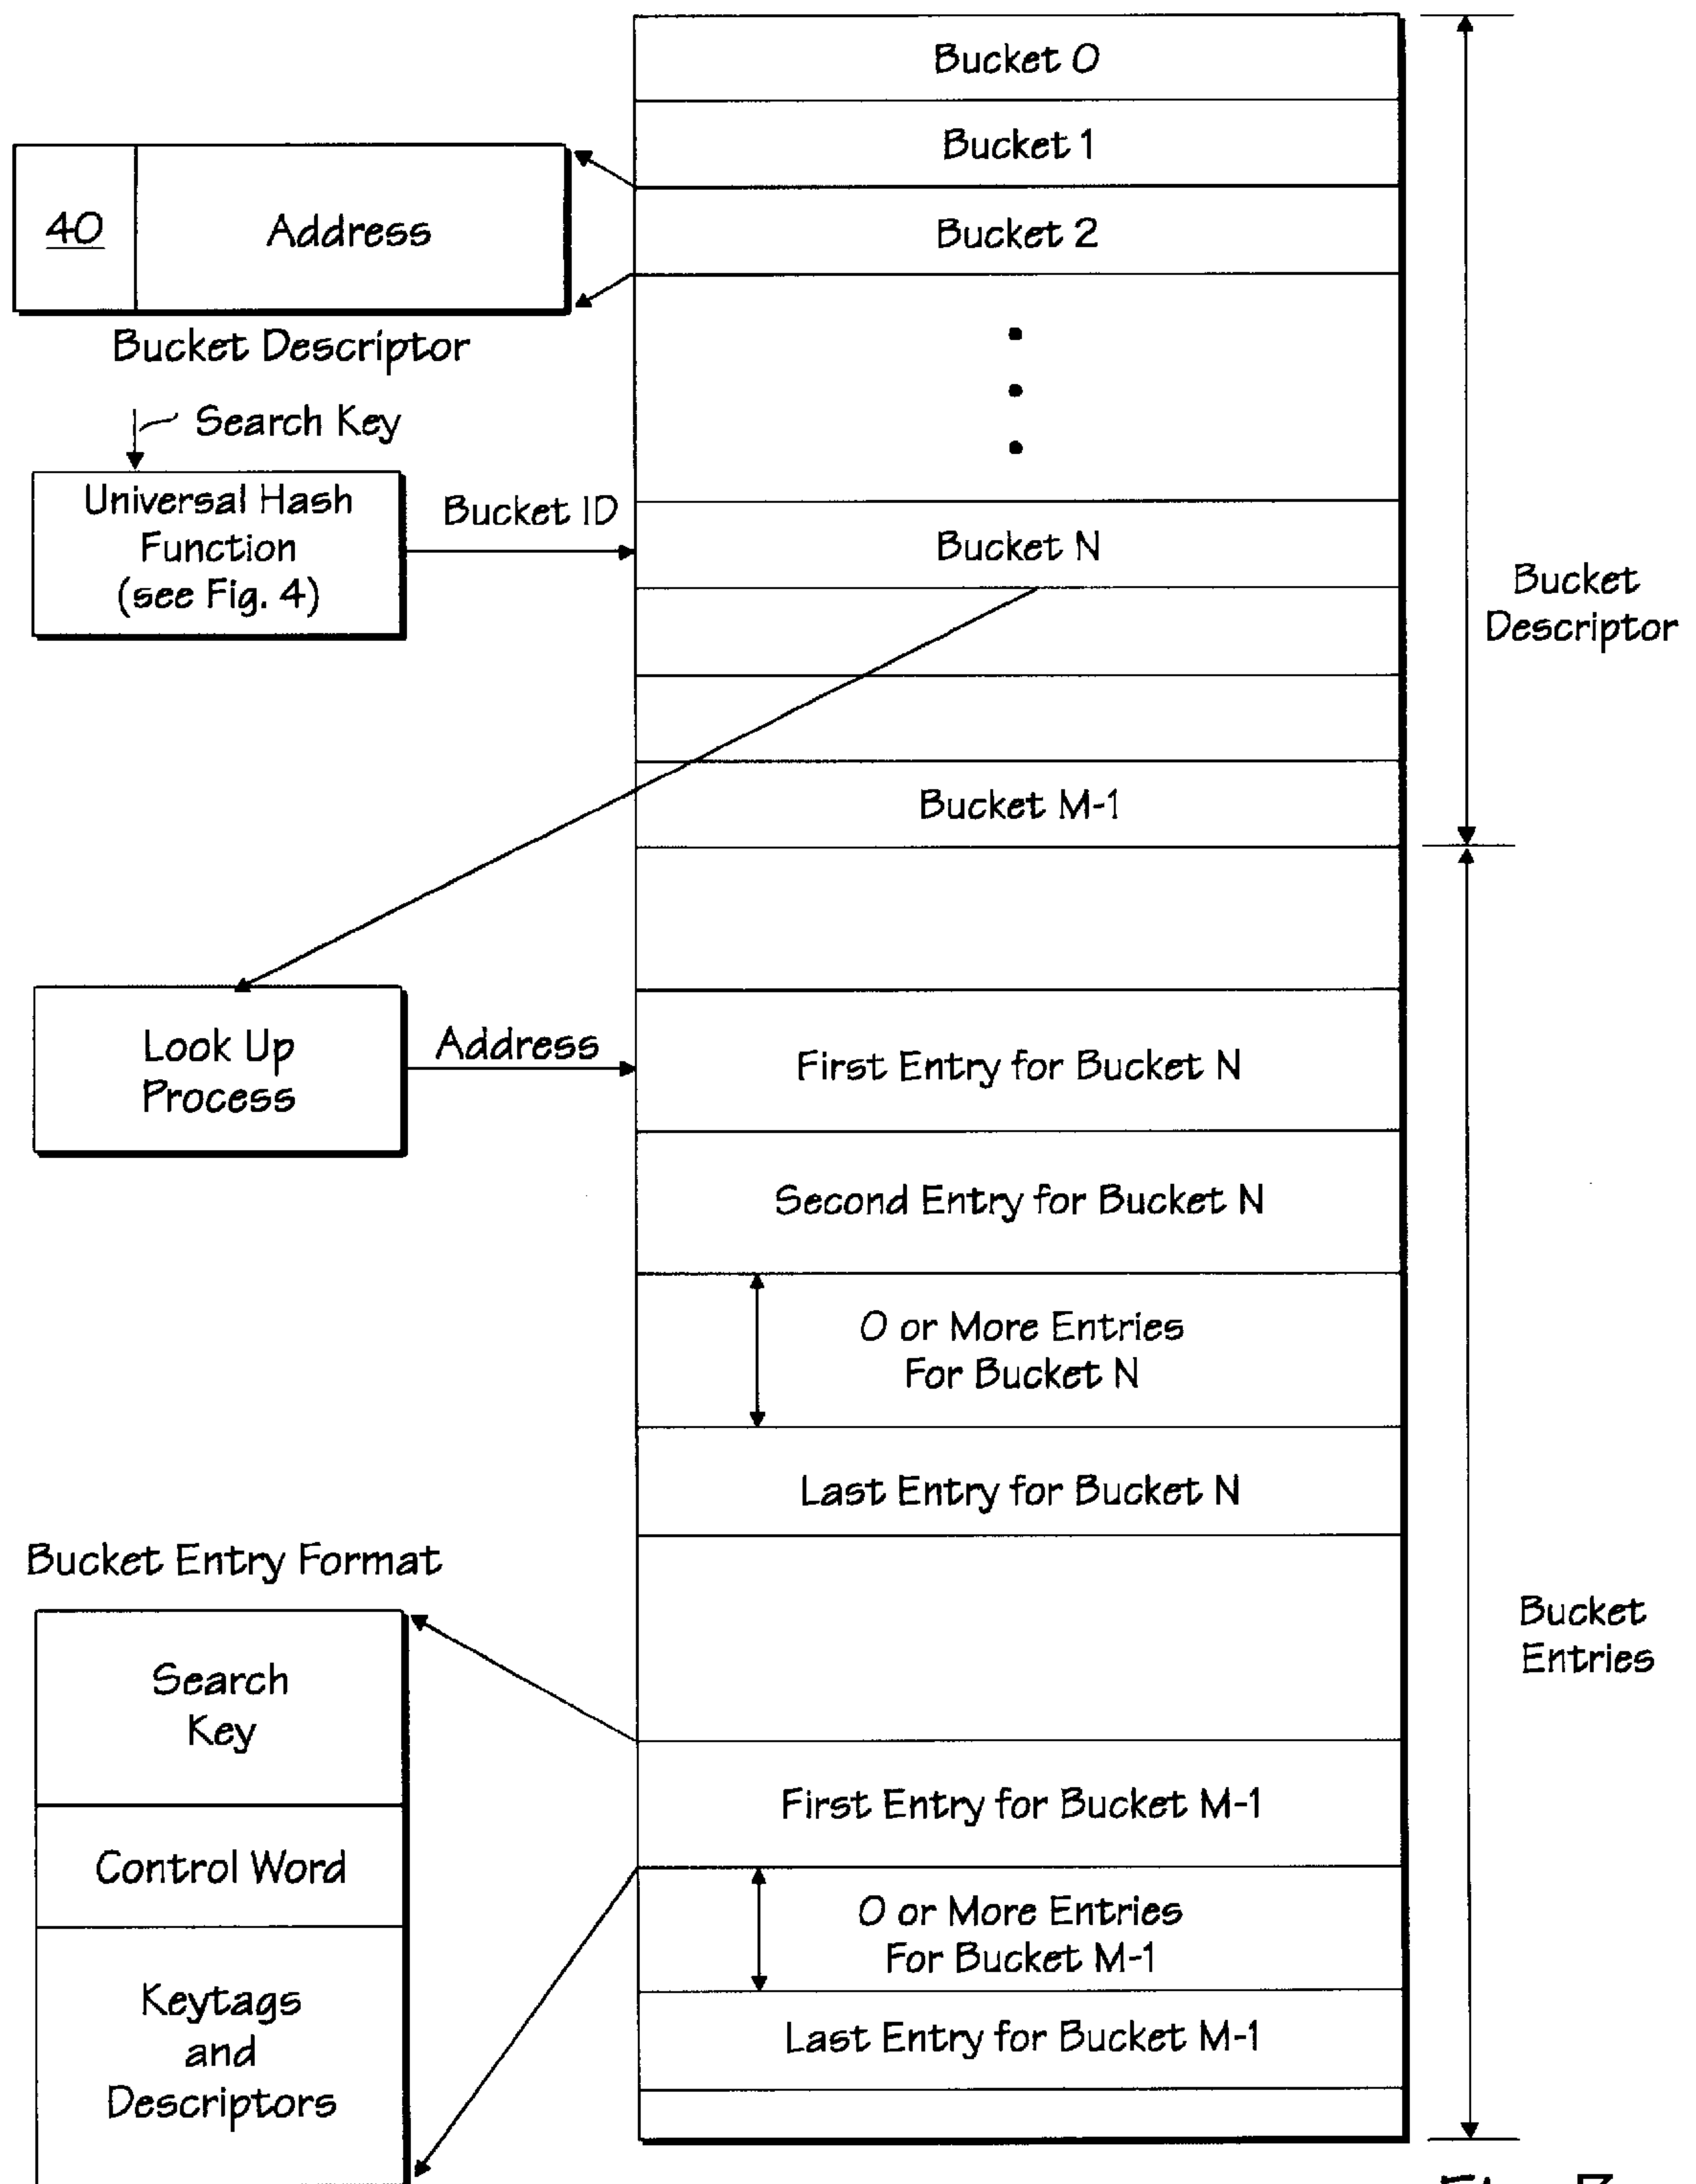 Bucket 0
Bucket 1
40
Address
Bucket 2
Bucket Descriptor
Search Key
Universal Hash
Function
(see Fig. 4)
Bucket ID
Bucket N
Bucket
Descriptor
Bucket M-1
Look Up
Process
Address
First Entry for Bucket N
Second Entry for Bucket N
0 or More Entries
For Bucket N
Last Entry for Bucket N
Bucket Entry Format
Search
Key
Control Word
Keytags
and
Descriptors
Bucket
Entries
First Entry for Bucket M-1
0 or More Entries
For Bucket M-1
Last Entry for Bucket M-1